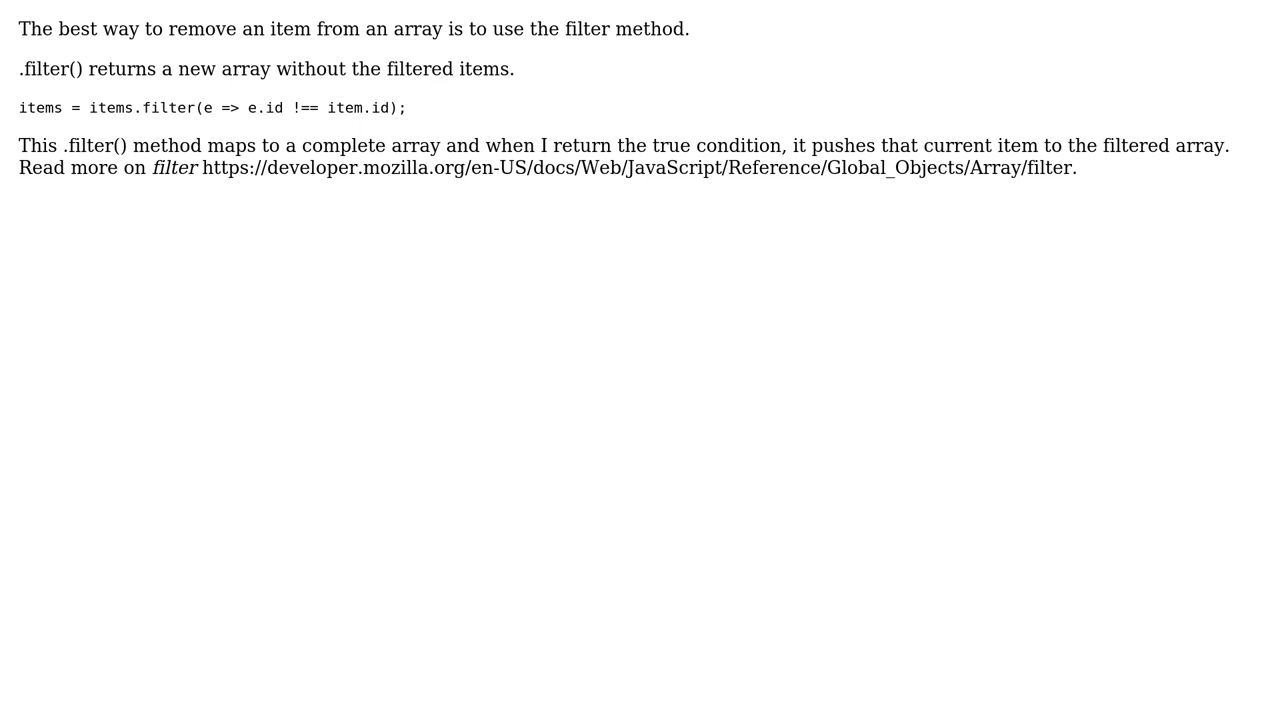 The best way to remove an item from an array is to use the filter method.
.filter() returns a new array without the filtered items.
items = items.filter(e => e.id !== item.id);
This .filter() method maps to a complete array and when I return the true condition, it pushes that current item to the filtered array.
Read more on filter https://developer.mozilla.org/en-US/docs/Web/JavaScript/Reference/Global_Objects/Array/filter.